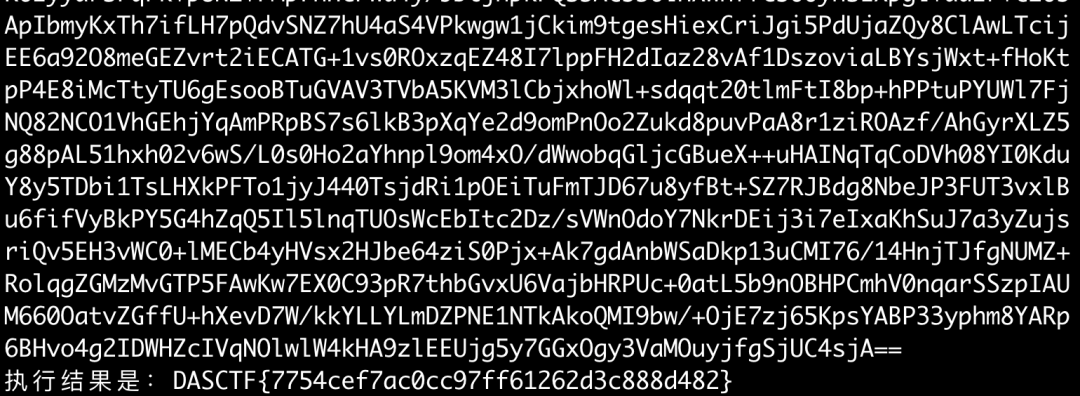 ApIbmyKxTh7ifLH7pQdvSNZ7hU4aS4VPkwgw1jCkim9tgesHiexCriJgi5PdUjaZQy8ClAwLTcij
EE6a92O8meGEZvrt2iECATG+1vs0ROxzqEZ48I7lppFH2dIaz28vAf1DszoviaLBYsjWxt+fHoKt
pP4E8iMcTtyTU6gEsooBTuGVAV3TVbA5KVM3lCbjxhoWl+sdqqt20tlmFtI8bp+hPPtuPYUWl7Fj
NQ82NCO1VhGEhjYqAmPRpBS7s6lkB3pXqYe2d9omPnOo2Zukd8puvPaA8r1ziROAzf/AhGyrXLZ5
g88pAL51hxh02v6wS/L0s0Ho2aYhnpl9om4xO/dWwobqGljcGBueX++uHAINqTqCoDVh08YI0Kdu
Y8y5TDbi1TsLHXkPFTo1jyJ440TsjdRi1pOEiTuFmTJD67u8yfBt+SZ7RJBdg8NbeJP3FUT3vxlB
u6fifVyBkPY5G4hZqQ5Il5lnqTUOsWcEbItc2Dz/sVWnOdoY7NkrDEij3i7eIxaKhSuJ7a3yZujs
riQv5EH3vWC0+lMECb4yHVsx2HJbe64ziS0Pjx+Ak7gdAnbWSaDkp13uCMI76/14HnjTJfgNUMZ+
RolqgZGMzMvGTP5FAwKw7EX0C93pR7thbGvxU6VajbHRPUc+0atL5b9nOBHPCmhV0nqarSSzpIAU
M660OatvZGffU+hXevD7W/kkYLLYLmDZPNE1NTkAkoQMI9bw/+OjE7zj65KpsYABP33yphm8YARp
6BHvo4g2IDWHZcIVqNOlwlW4kHA9zlEEUjg5y7GGxOgy3VaMOuyjfgSjUC4sjA==
执行结果是: DASCTF{7754cef7ac0cc97ff61262d3c888d482}